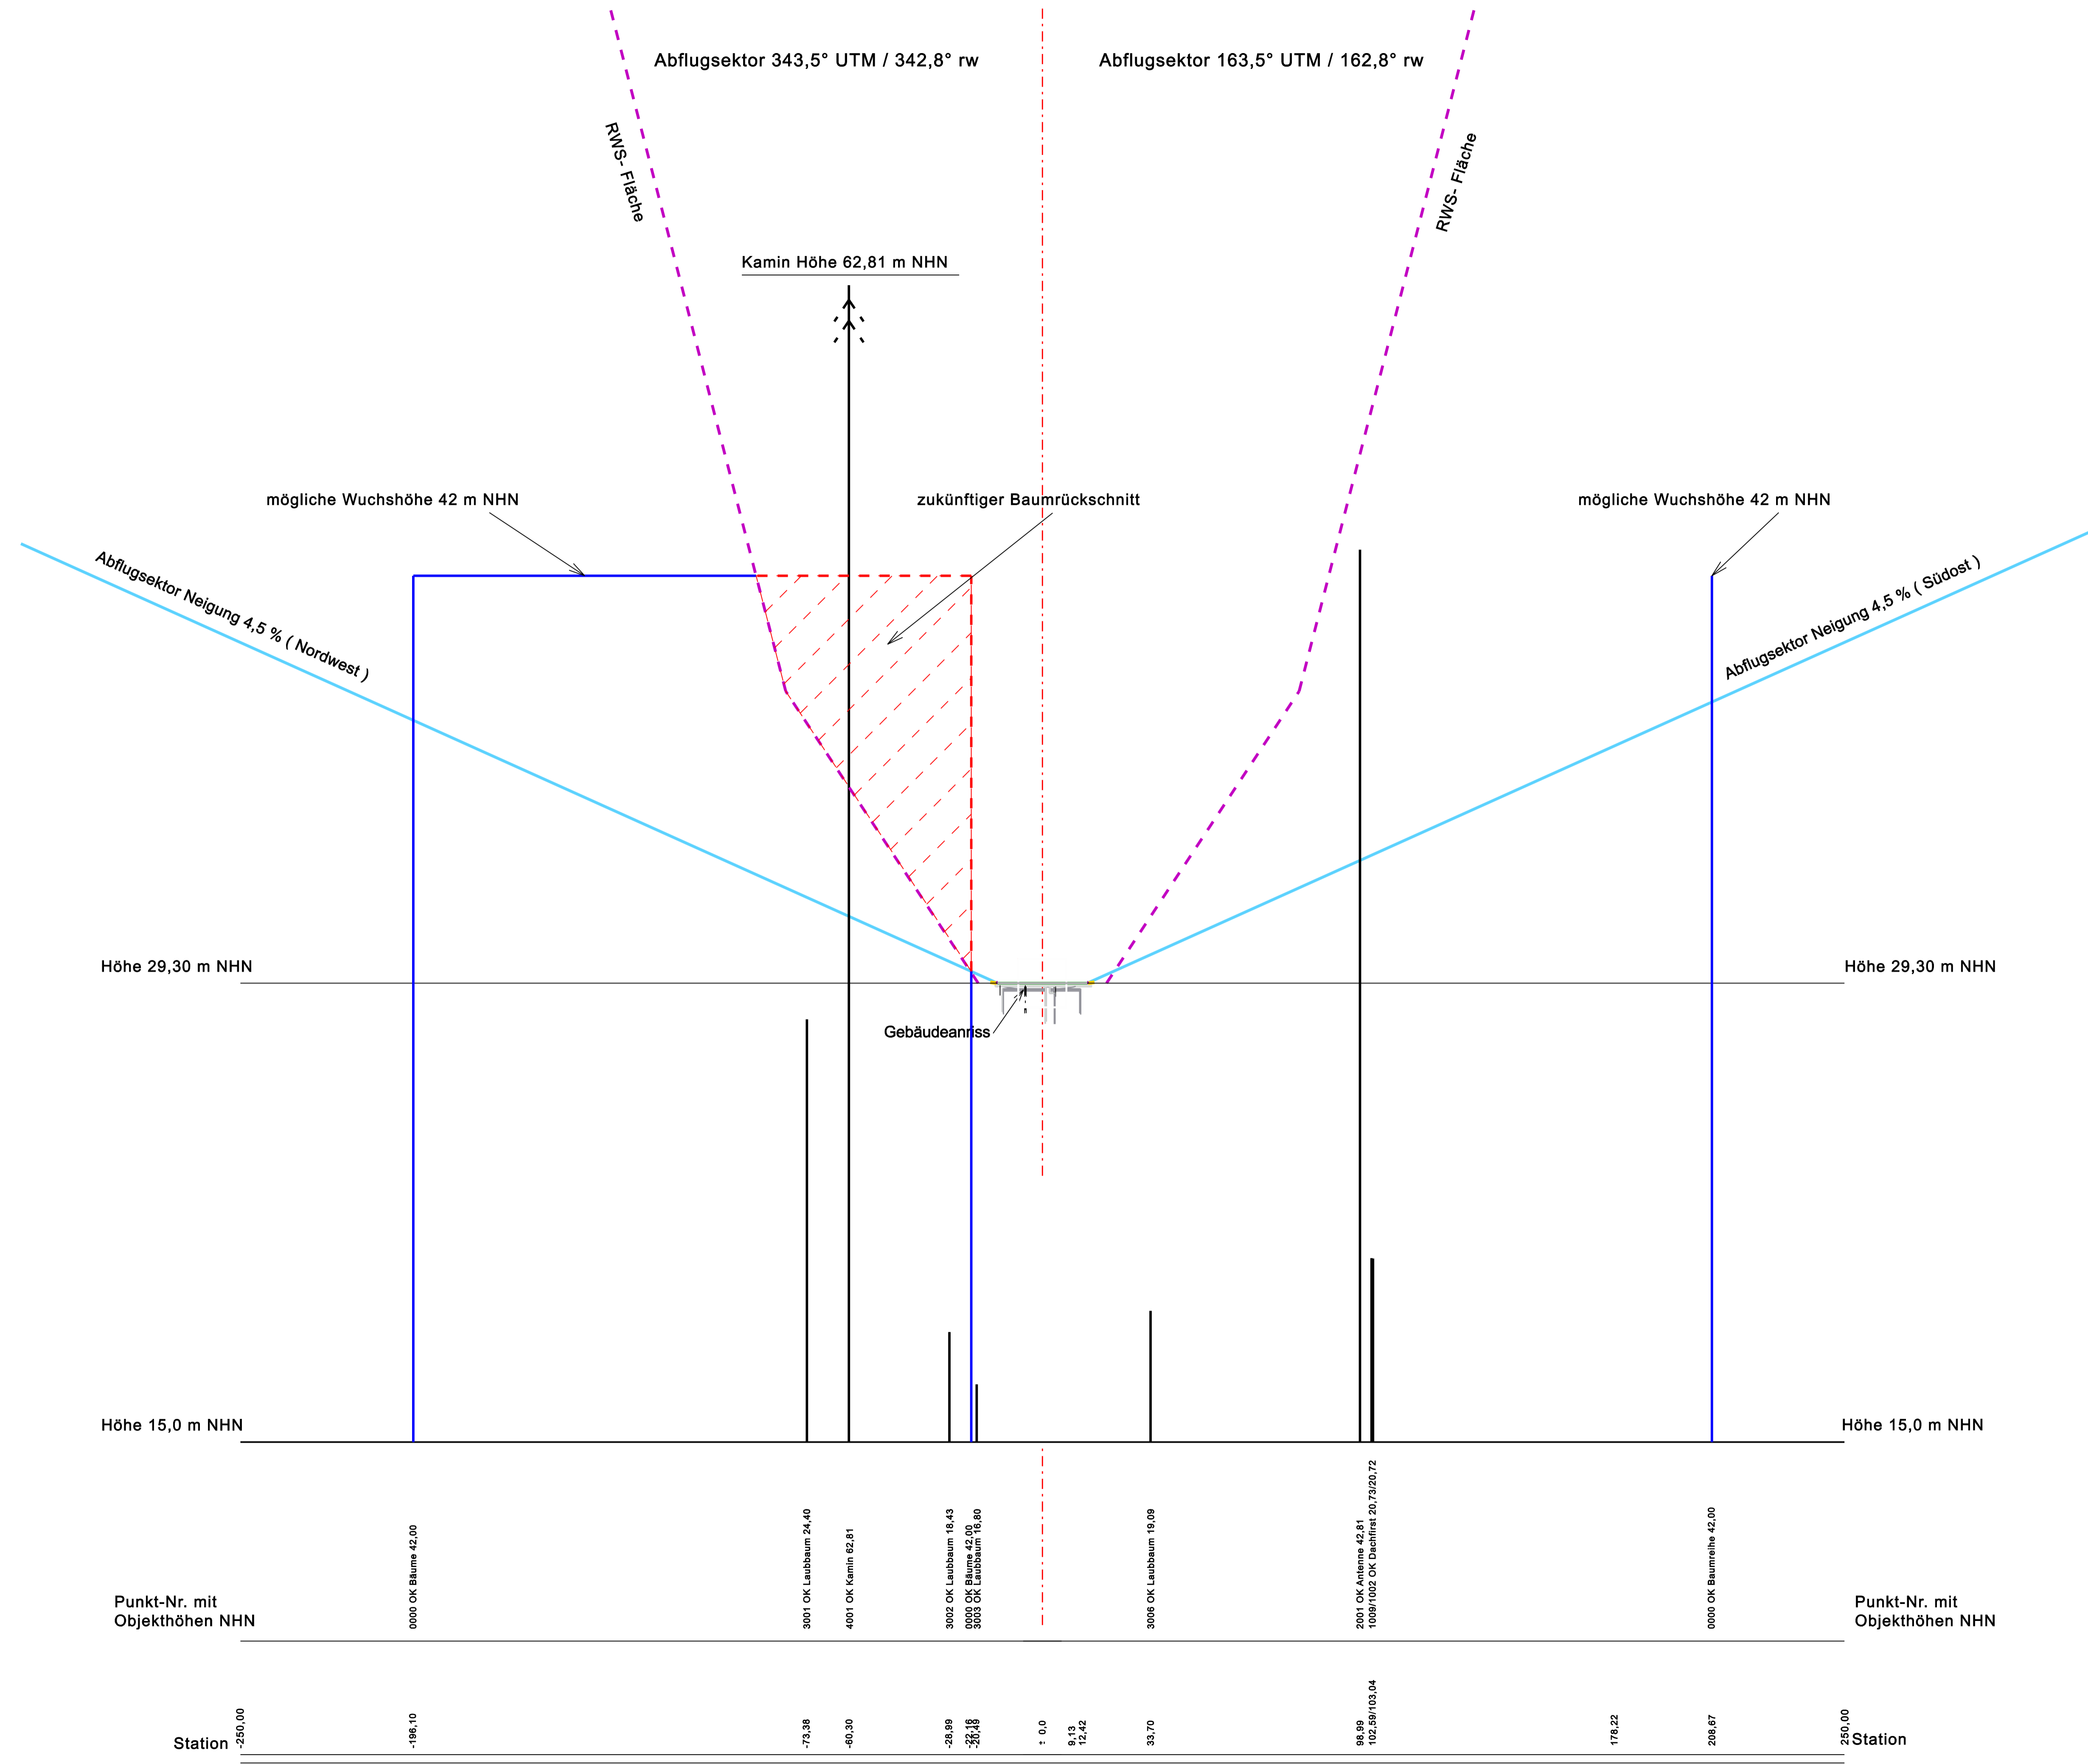 Abflugsektor 343,5° UTM / 342,8° rw
Abflugsektor 163,5° UTM / 162,8° rw
RWS- Fläche
RWS- Fläche
Kamin Höhe 62,81 m NHN
mögliche Wuchshöhe 42 m NHN
zukünftiger Baumrückschnitt
mögliche Wuchshöhe 42 m NHN
Abflugsektor Neigung 4,5 % ( Nordwest )
Abflugsektor Neigung 4,5 % ( Südost )
Höhe 29,30 m NHN
Höhe 29,30 m NHN
Gebäudeanriss
Höhe 15,0 m NHN
Höhe 15,0 m NHN
Punkt-Nr. mit
Objekthöhen NHN
0000 OK Bäume 42,00
3001 OK Laubbaum 24,40
4001 OK Kamin 62,81
3002 OK Laubbaum 18,43
0000 OK Bäume 42,00
3003 OK Laubbaum 16,80
3006 OK Laubbaum 19,09
2001 OK Antenne 42,81
1009/1002 OK Dachfirst 20,73/20,72
0000 OK Baumreihe 42,00
Punkt-Nr. mit
Objekthöhen NHN
Station
-250,00
-196,10
-73,38
-60,30
-28,99
-22,16
-20,49
± 0,0
9,13
12,42
33,70
98,99
102,59/103,04
178,22
208,67
250,00
Station